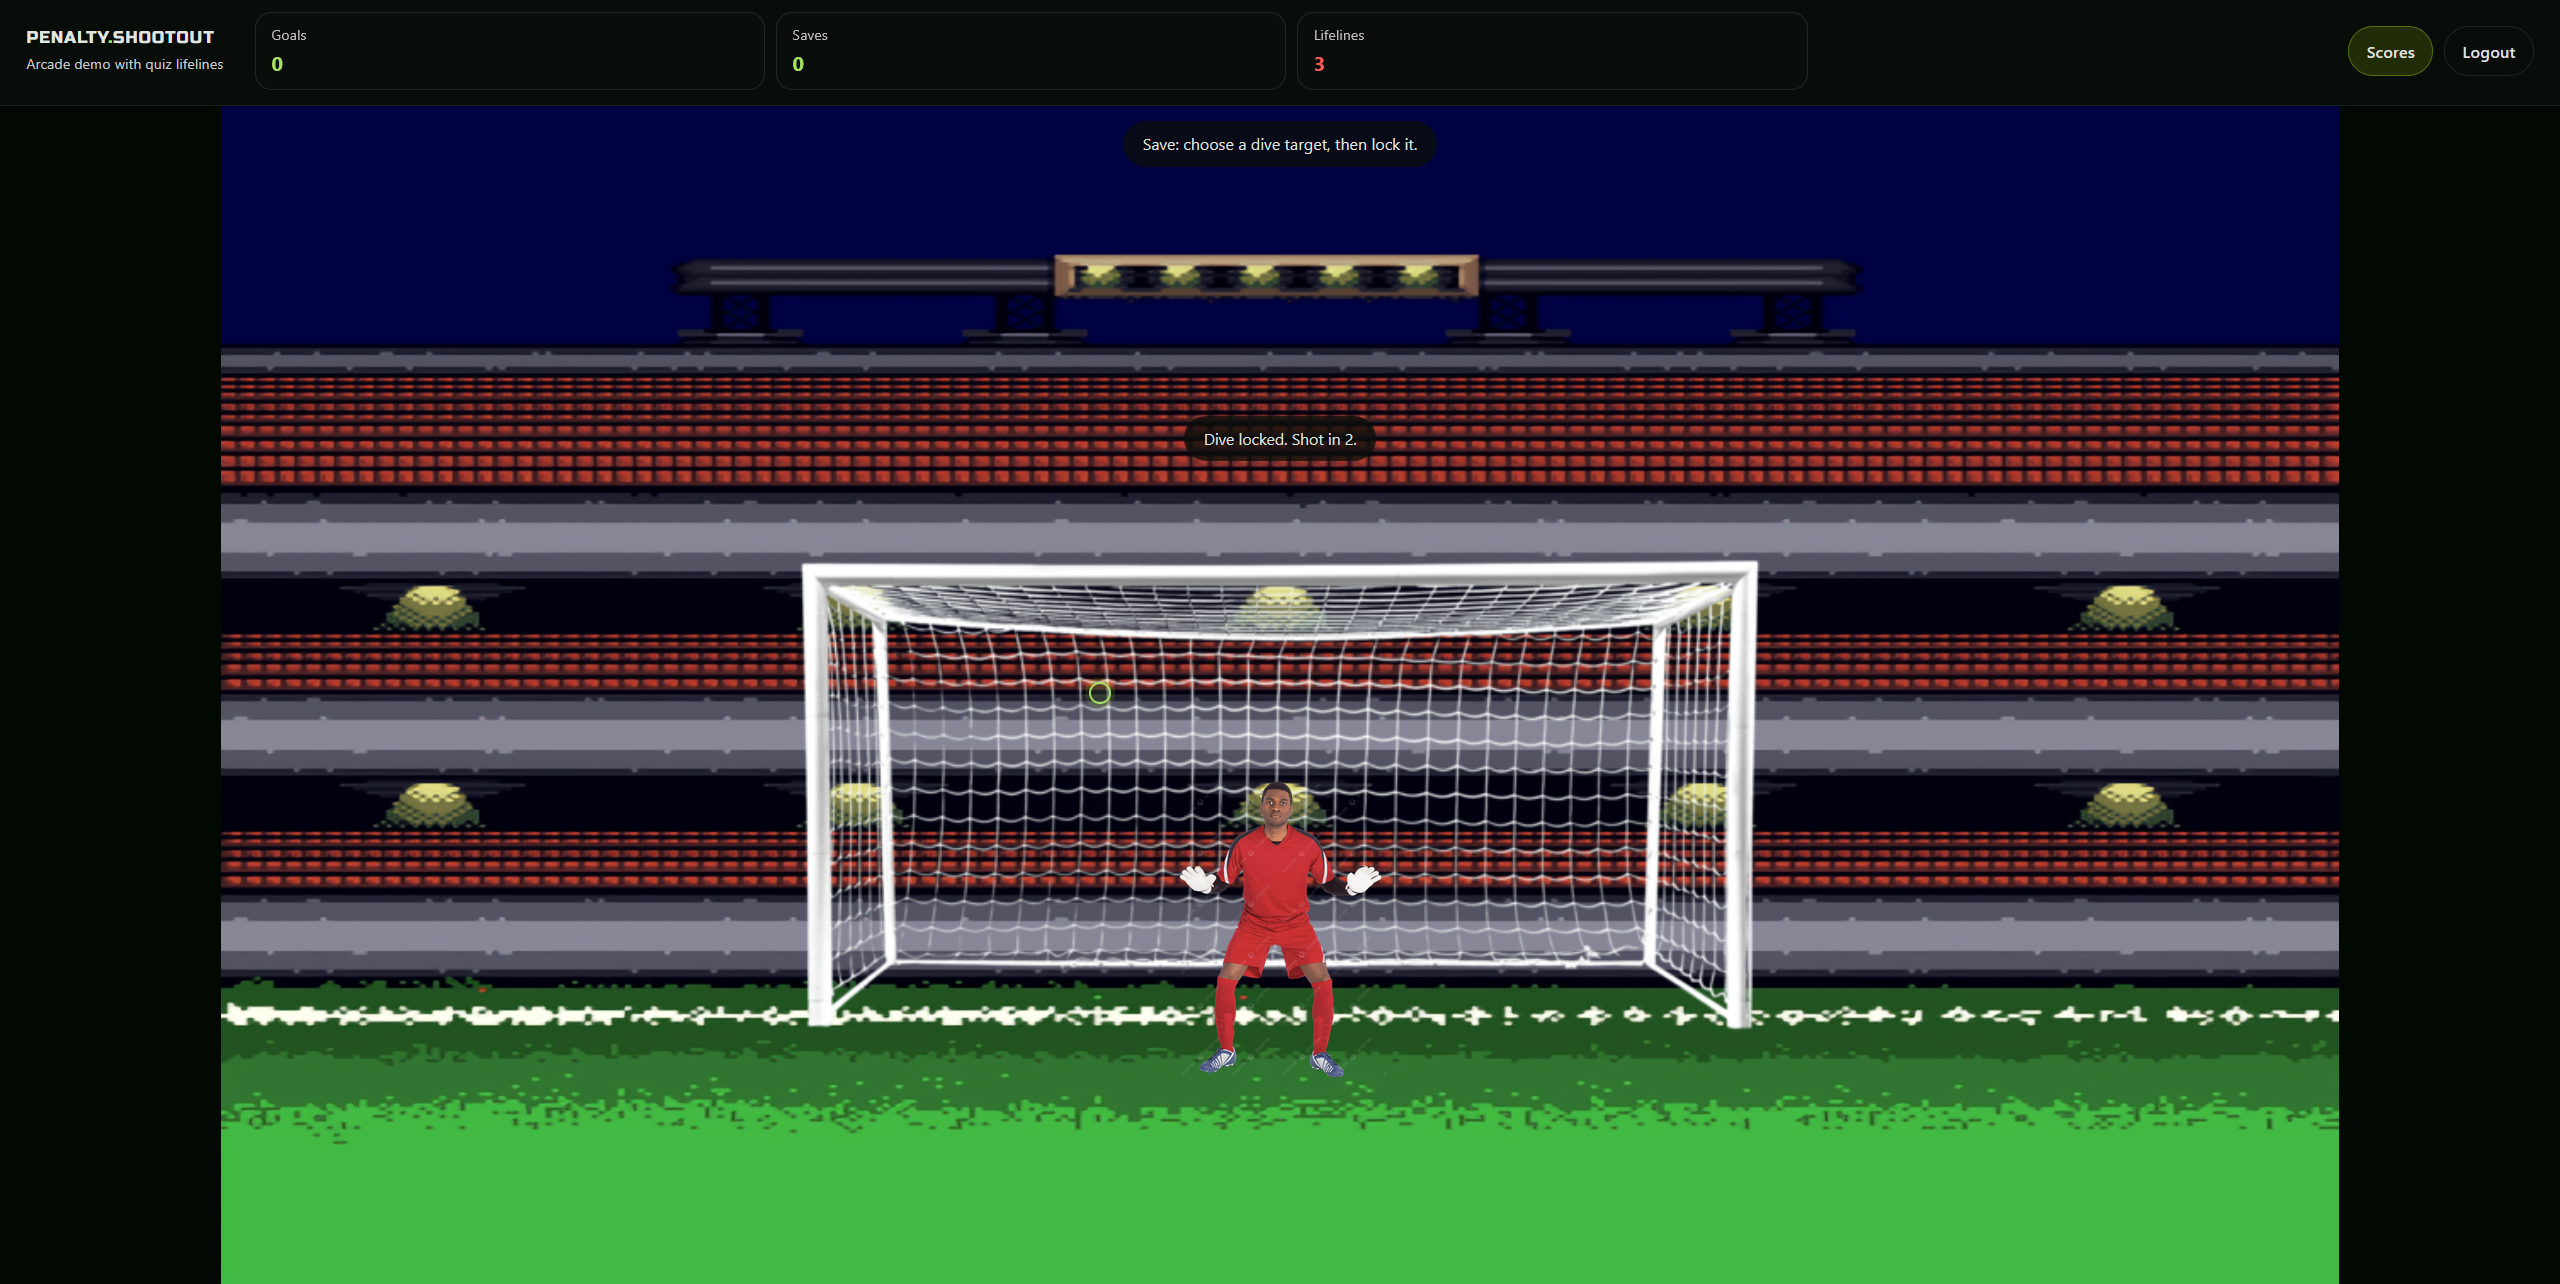 PENALTY.SHOOTOUT
Arcade demo with quiz lifelines
Goals
0
Saves
0
Lifelines
3
Scores
Logout
Save: choose a dive target, then lock it.
Dive locked. Shot in 2.